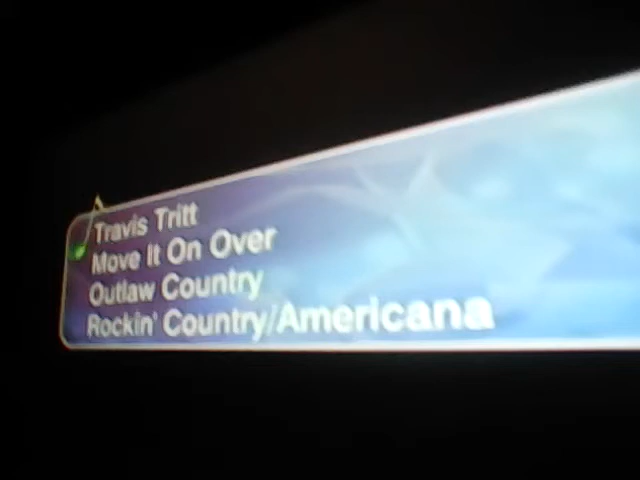 Travis Tritt
Move It On Over
Outlaw Country
Rockin' Country/Americana